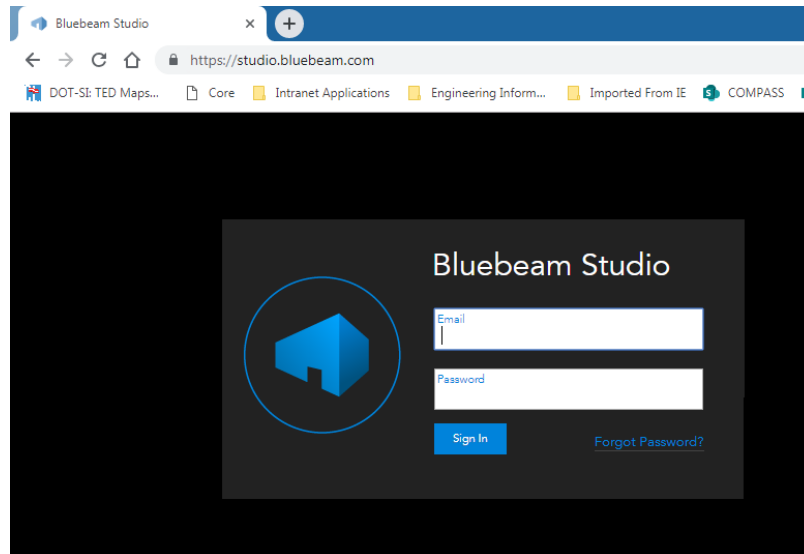 Bluebeam Studio
https://studio.bluebeam.com
DOT-SI: TED Maps... Core Intranet Applications Engineering Inform... Imported From IE COMPASS
Bluebeam Studio
Email
Password
Sign In Forgot Password?